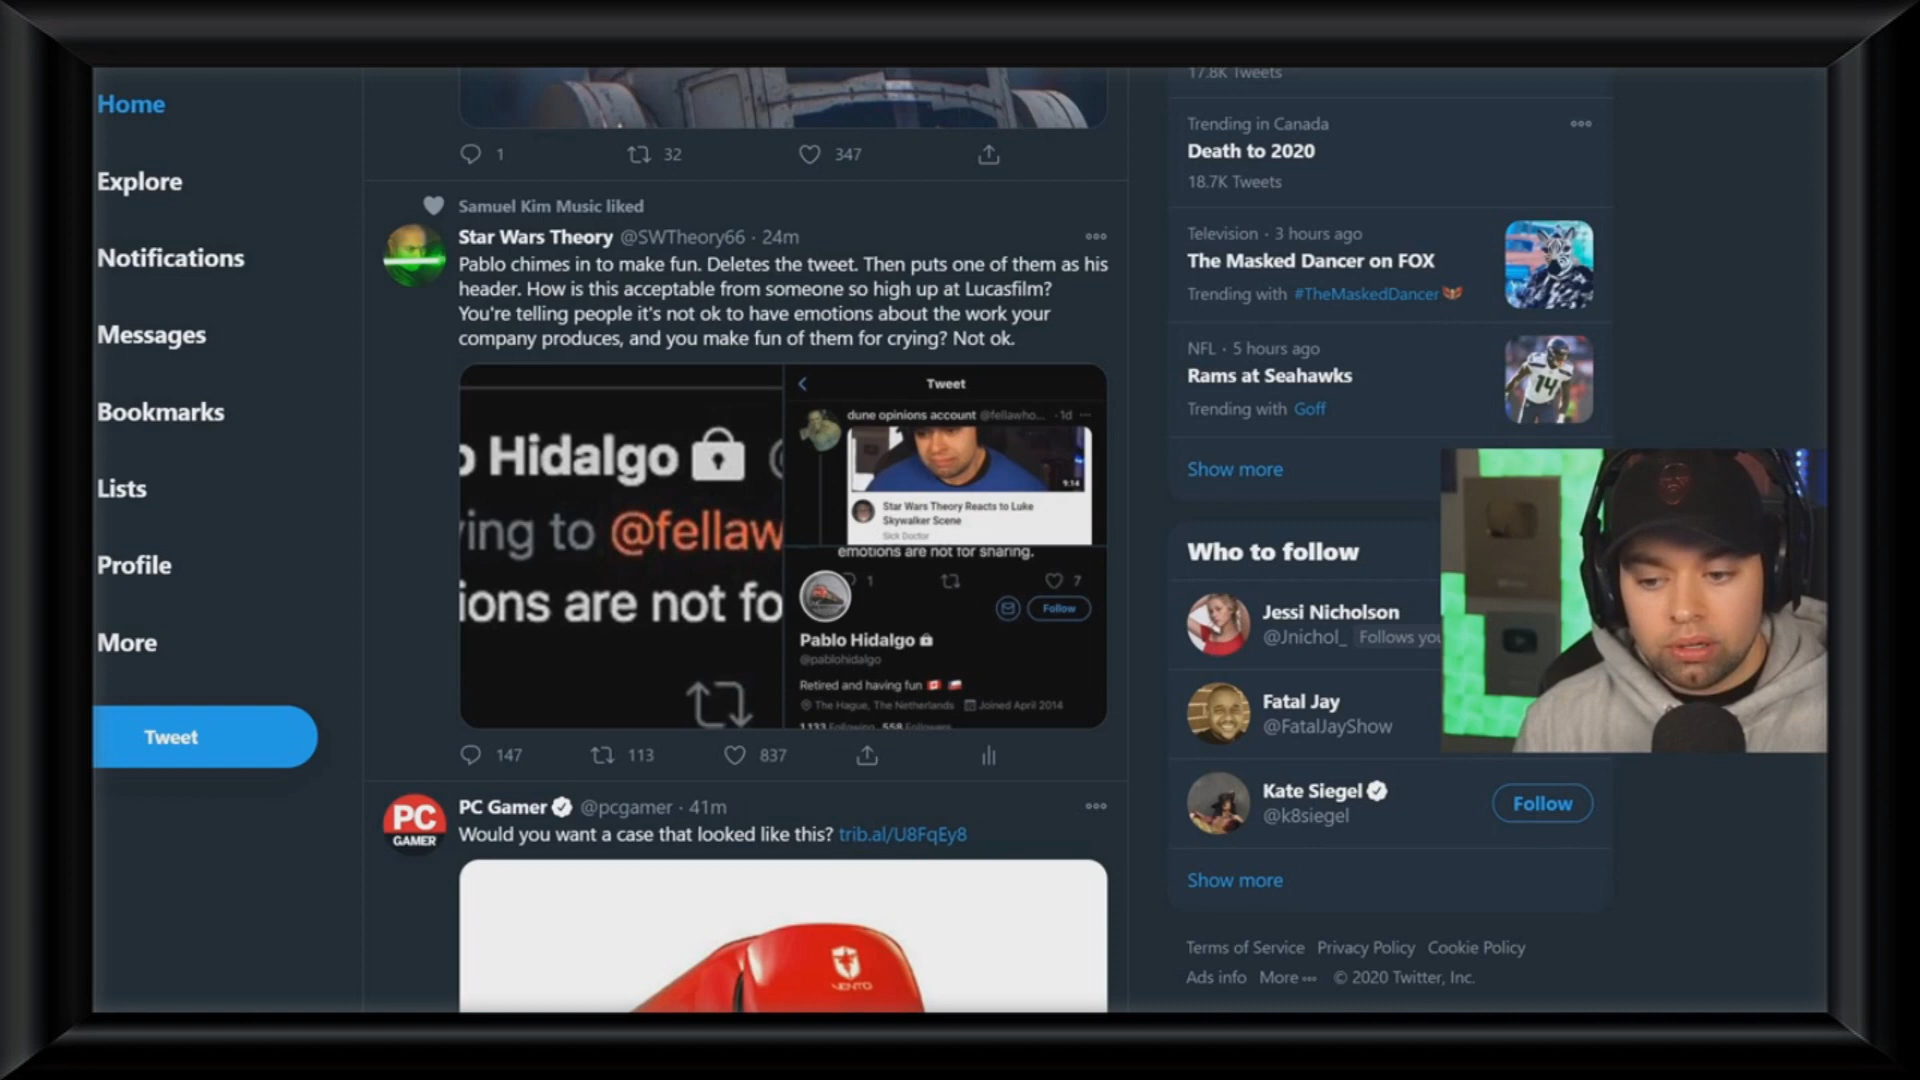 Home
Explore
Notifications
Messages
Bookmarks
Lists
Profile
More
Tweet
1 32 347
Samuel Kim Music liked
Star Wars Theory @SWTheory66 · 24m
Pablo chimes in to make fun. Deletes the tweet. Then puts one of them as his
header. How is this acceptable from someone so high up at Lucasfilm?
You're telling people it's not ok to have emotions about the work your
company produces, and you make fun of them for crying? Not ok.
o Hidalgo
ying to @fellaw
ions are not fo
Tweet
dune opinions account @fellawho... · 1d
9:14
Star Wars Theory Reacts to Luke
Skywalker Scene
Sick Doctor
emotions are not for sharing.
1 7
Follow
Pablo Hidalgo
@pablohidalgo
Retired and having fun
The Hague, The Netherlands Joined April 2014
1,133 Following 558 Followers
147 113 837
PC Gamer @pcgamer · 41m
Would you want a case that looked like this? trib.al/U8FqEy8
PC
GAMER
VENTO
17.8K Tweets
Trending in Canada
Death to 2020
18.7K Tweets
Television · 3 hours ago
The Masked Dancer on FOX
Trending with #TheMaskedDancer
NFL · 5 hours ago
Rams at Seahawks
Trending with Goff
14
Show more
Who to follow
Jessi Nicholson
@Jnichol_ Follows you
Fatal Jay
@FatalJayShow
Kate Siegel
@k8siegel
Follow
Show more
Terms of Service Privacy Policy Cookie Policy
Ads info More © 2020 Twitter, Inc.